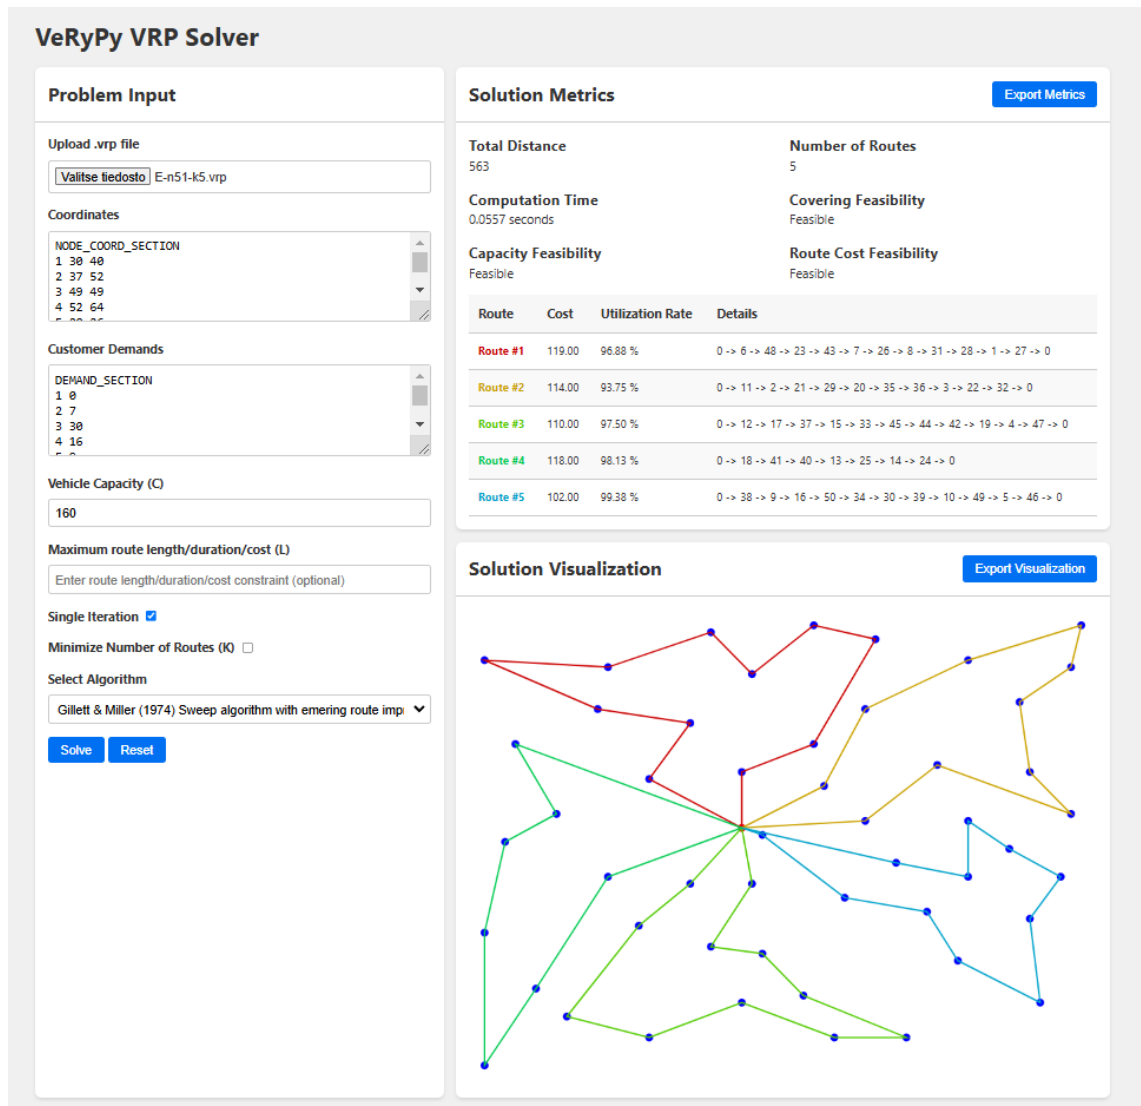 VeRyPy VRP Solver
Problem Input
Upload .vrp file
Valitse tiedosto E-n51-k5.vrp
Coordinates
NODE_COORD_SECTION
1 30 40
2 37 52
3 49 49
4 52 64
Customer Demands
DEMAND_SECTION
1 0
2 7
3 30
4 16
Vehicle Capacity (C)
160
Maximum route length/duration/cost (L)
Enter route length/duration/cost constraint (optional)
Single Iteration
Minimize Number of Routes (K)
Select Algorithm
Gillett & Miller (1974) Sweep algorithm with emering route impr
Solve Reset
Solution Metrics Export Metrics
Total Distance Number of Routes
563 5
Computation Time Covering Feasibility
0.0557 seconds Feasible
Capacity Feasibility Route Cost Feasibility
Feasible Feasible
Route Cost Utilization Rate Details
Route #1 119.00 96.88 % 0 -> 6 -> 48 -> 23 -> 43 -> 7 -> 26 -> 8 -> 31 -> 28 -> 1 -> 27 -> 0
Route #2 114.00 93.75 % 0 -> 11 -> 2 -> 21 -> 29 -> 20 -> 35 -> 36 -> 3 -> 22 -> 32 -> 0
Route #3 110.00 97.50 % 0 -> 12 -> 17 -> 37 -> 15 -> 33 -> 45 -> 44 -> 42 -> 19 -> 4 -> 47 -> 0
Route #4 118.00 98.13 % 0 -> 18 -> 41 -> 40 -> 13 -> 25 -> 14 -> 24 -> 0
Route #5 102.00 99.38 % 0 -> 38 -> 9 -> 16 -> 50 -> 34 -> 30 -> 39 -> 10 -> 49 -> 5 -> 46 -> 0
Solution Visualization Export Visualization